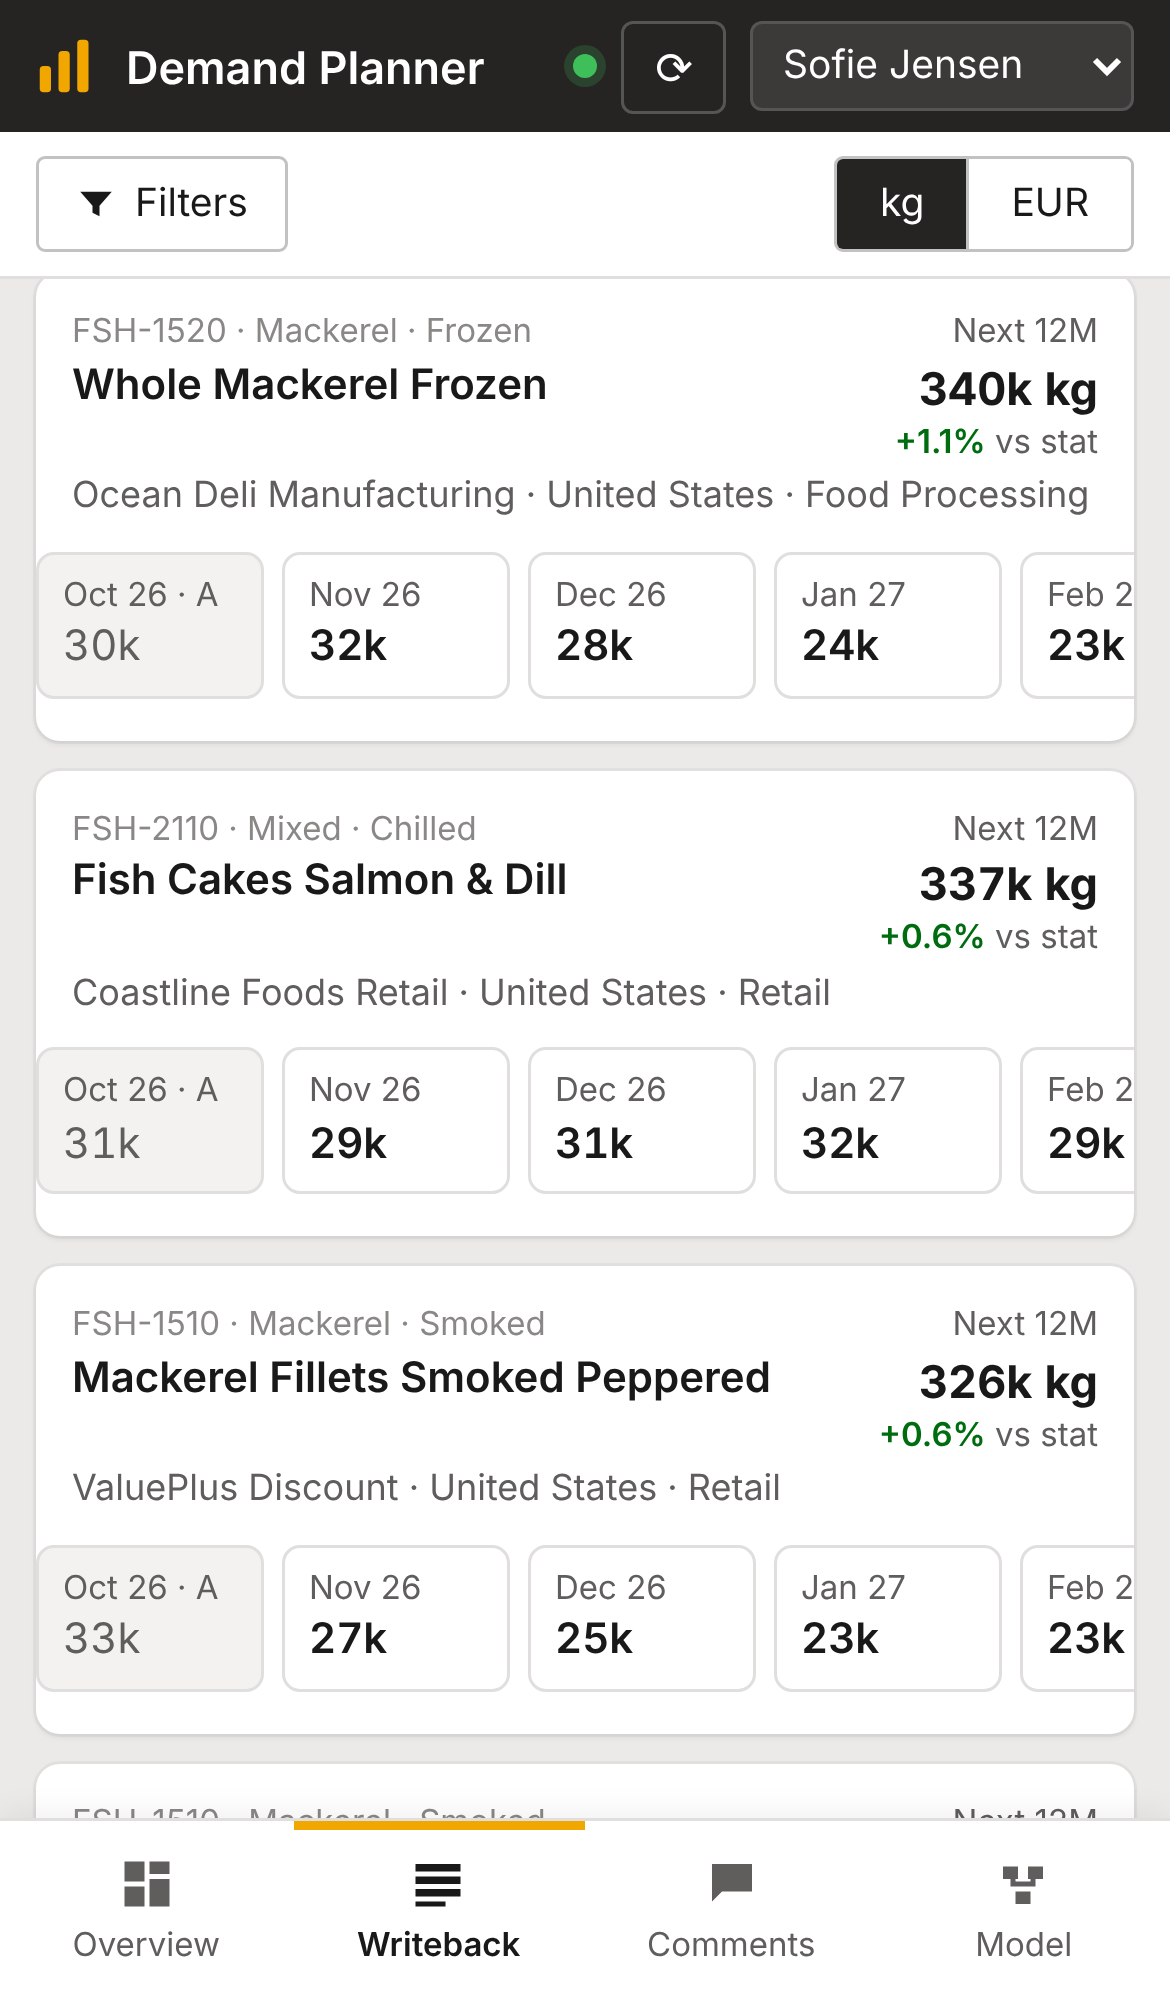 Demand Planner
Sofie Jensen
Filters
kg
EUR
FSH-1520 · Mackerel · Frozen
Next 12M
Whole Mackerel Frozen
340k kg
+1.1% vs stat
Ocean Deli Manufacturing · United States · Food Processing
Oct 26 · A
Nov 26
Dec 26
Jan 27
Feb 2
30k
32k
28k
24k
23k
FSH-2110 · Mixed · Chilled
Next 12M
Fish Cakes Salmon & Dill
337k kg
+0.6% vs stat
Coastline Foods Retail · United States · Retail
Oct 26 · A
Nov 26
Dec 26
Jan 27
Feb 2
31k
29k
31k
32k
29k
FSH-1510 · Mackerel · Smoked
Next 12M
Mackerel Fillets Smoked Peppered
326k kg
+0.6% vs stat
ValuePlus Discount · United States · Retail
Oct 26 · A
Nov 26
Dec 26
Jan 27
Feb 2
33k
27k
25k
23k
23k
FSH-1510 · Mackerel · Smoked
Next 12M
Overview
Writeback
Comments
Model